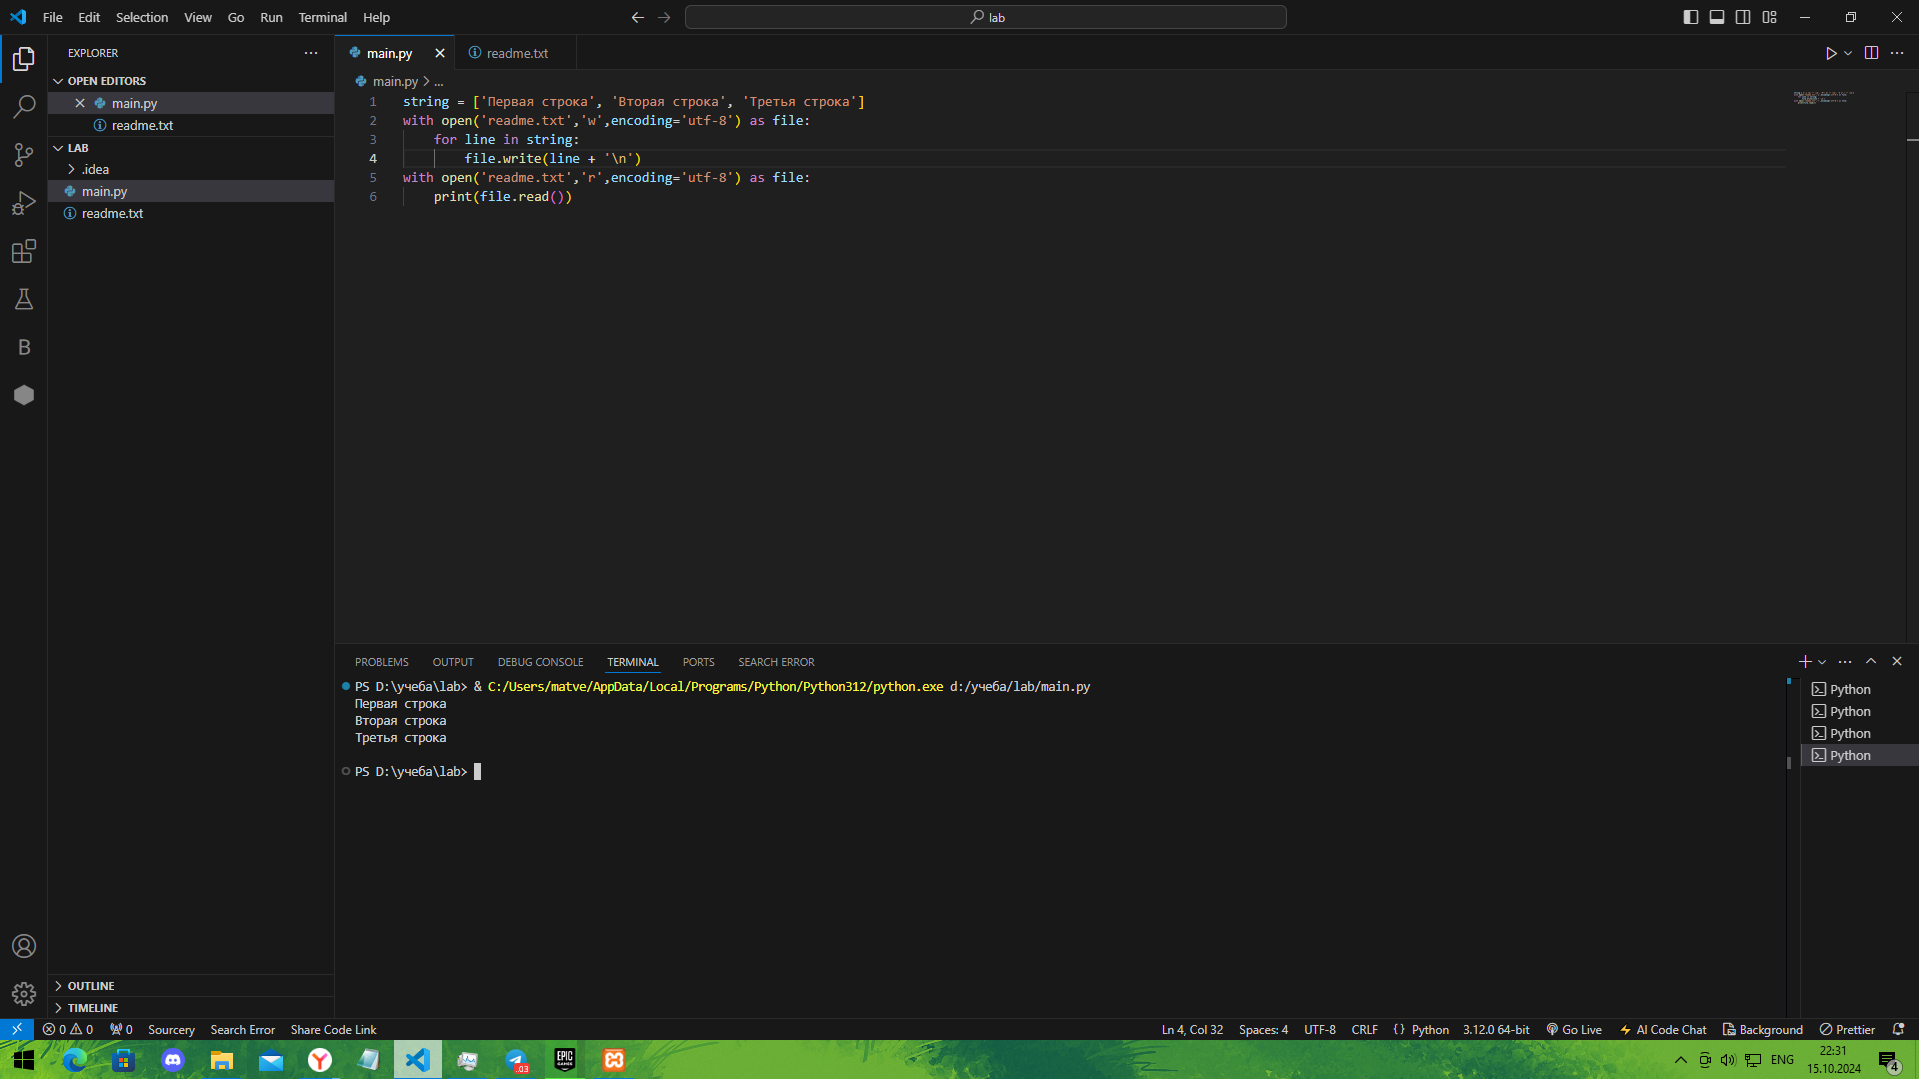 File Edit Selection View Go Run Terminal Help
lab
EXPLORER
OPEN EDITORS
main.py
readme.txt
LAB
.idea
main.py
readme.txt
B
main.py
readme.txt
main.py > ...
1 string = ['Первая строка', 'Вторая строка', 'Третья строка']
2 with open('readme.txt','w',encoding='utf-8') as file:
3 for line in string:
4 file.write(line + '\n')
5 with open('readme.txt','r',encoding='utf-8') as file:
6 print(file.read())
PROBLEMS OUTPUT DEBUG CONSOLE TERMINAL PORTS SEARCH ERROR
PS D:\учеба\lab> & C:/Users/matve/AppData/Local/Programs/Python/Python312/python.exe d:/учеба/lab/main.py
Первая строка
Вторая строка
Третья строка
PS D:\учеба\lab>
Python
Python
Python
Python
OUTLINE
TIMELINE
0 0 0 Sourcery Search Error Share Code Link
Ln 4, Col 32 Spaces: 4 UTF-8 CRLF {} Python 3.12.0 64-bit Go Live AI Code Chat Background Prettier
.03
EPIC GAMES
ENG
22:31
15.10.2024
4